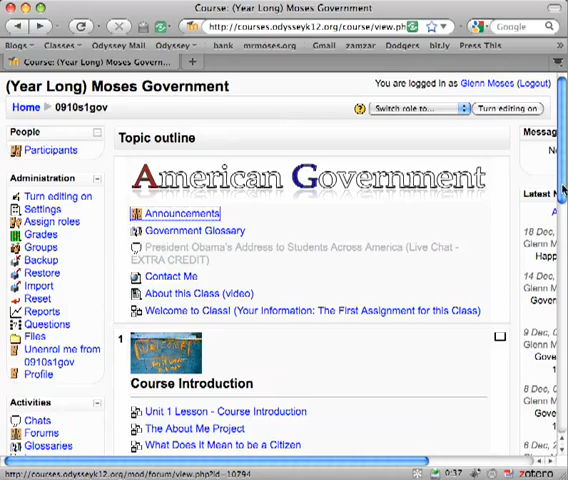 Course: (Year Long) Moses Government
http://courses.odysseyk12.org/course/view.ph
Google
Blogs Classes Odyssey Mail Odyssey bank mrmoses.org Gmail zamzar Dodgers bit.ly Press This
Course: (Year Long) Moses Govern...
(Year Long) Moses Government
You are logged in as Glenn Moses (Logout)
Home 0910s1gov
Switch role to...
Turn editing on
People
Participants
Administration
Turn editing on
Settings
Assign roles
Grades
Groups
Backup
Restore
Import
Reset
Reports
Questions
Files
Unenrol me from
0910s1gov
Profile
Activities
Chats
Forums
Glossaries
Topic outline
American Government
Announcements
Government Glossary
President Obama's Address to Students Across America (Live Chat -
EXTRA CREDIT)
Contact Me
About this Class (video)
Welcome to Class! (Your Information: The First Assignment for this Class)
1
Course Introduction
Unit 1 Lesson - Course Introduction
The About Me Project
What Does It Mean to be a Citizen
Messag
Latest N
18 Dec,
Glenn M
Happ
14 Dec,
Glenn M
Gover
9 Dec,
Glenn M
Gove
8 Dec,
Glenn M
Gove
http://courses.odysseyk12.org/mod/forum/view.php?id=10794
0:37
zotero